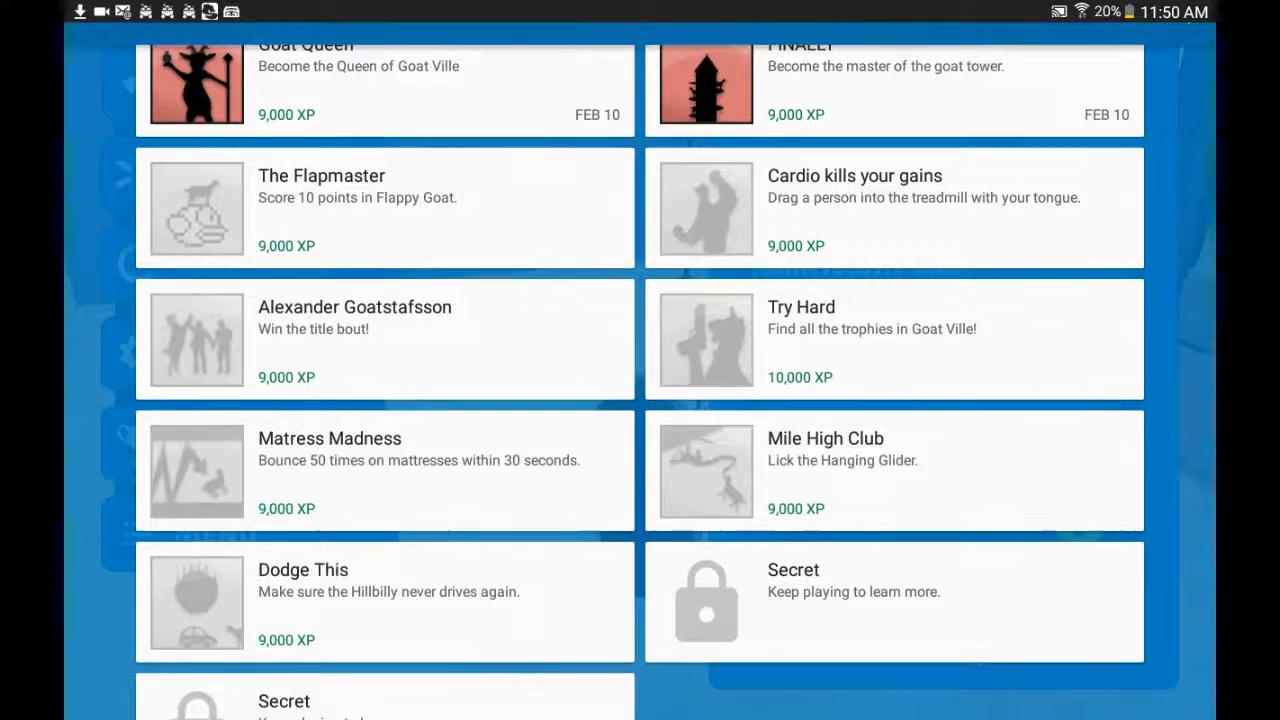 20% 11:50 AM
Goat Queen
Become the Queen of Goat Ville
9,000 XP
FEB 10
FINALLY
Become the master of the goat tower.
9,000 XP
FEB 10
The Flapmaster
Score 10 points in Flappy Goat.
9,000 XP
Cardio kills your gains
Drag a person into the treadmill with your tongue.
9,000 XP
Alexander Goatstafsson
Win the title bout!
9,000 XP
Try Hard
Find all the trophies in Goat Ville!
10,000 XP
Matress Madness
Bounce 50 times on mattresses within 30 seconds.
9,000 XP
Mile High Club
Lick the Hanging Glider.
9,000 XP
Dodge This
Make sure the Hillbilly never drives again.
9,000 XP
Secret
Keep playing to learn more.
Secret